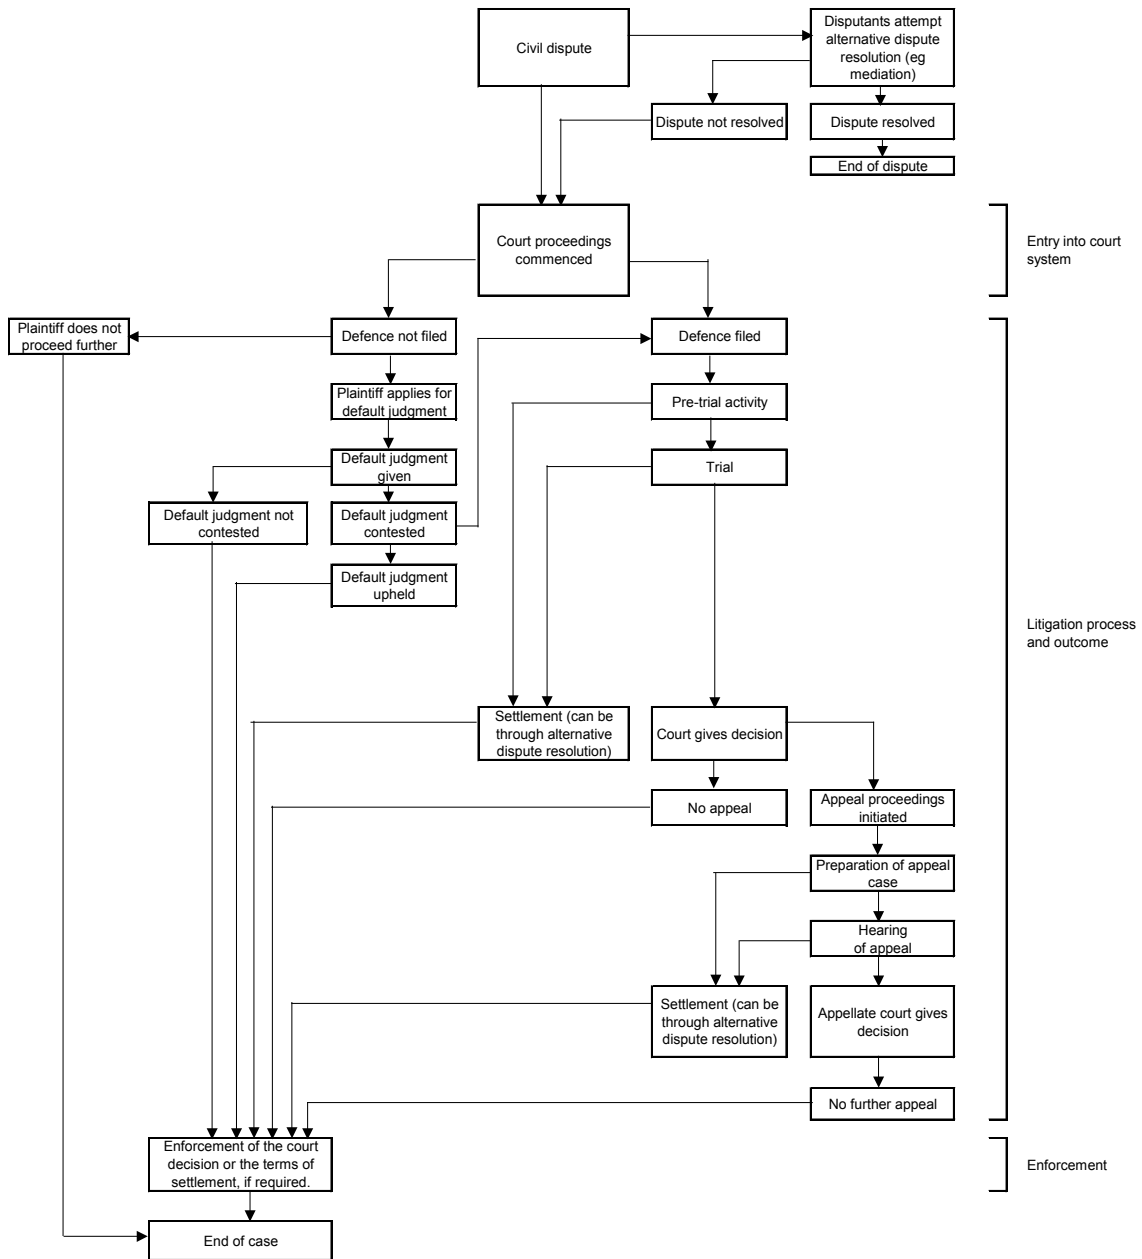 Civil dispute
Disputants attempt
alternative dispute
resolution (eg
mediation)
Dispute not resolved
Dispute resolved
End of dispute
Court proceedings
commenced
Entry into court
system
Plaintiff does not
proceed further
Defence not filed
Defence filed
Plaintiff applies for
default judgment
Pre-trial activity
Default judgment
given
Trial
Default judgment not
contested
Default judgment
contested
Default judgment
upheld
Litigation process
and outcome
Settlement (can be
through alternative
dispute resolution)
Court gives decision
No appeal
Appeal proceedings
initiated
Preparation of appeal
case
Hearing
of appeal
Settlement (can be
through alternative
dispute resolution)
Appellate court gives
decision
No further appeal
Enforcement of the court
decision or the terms of
settlement, if required.
Enforcement
End of case